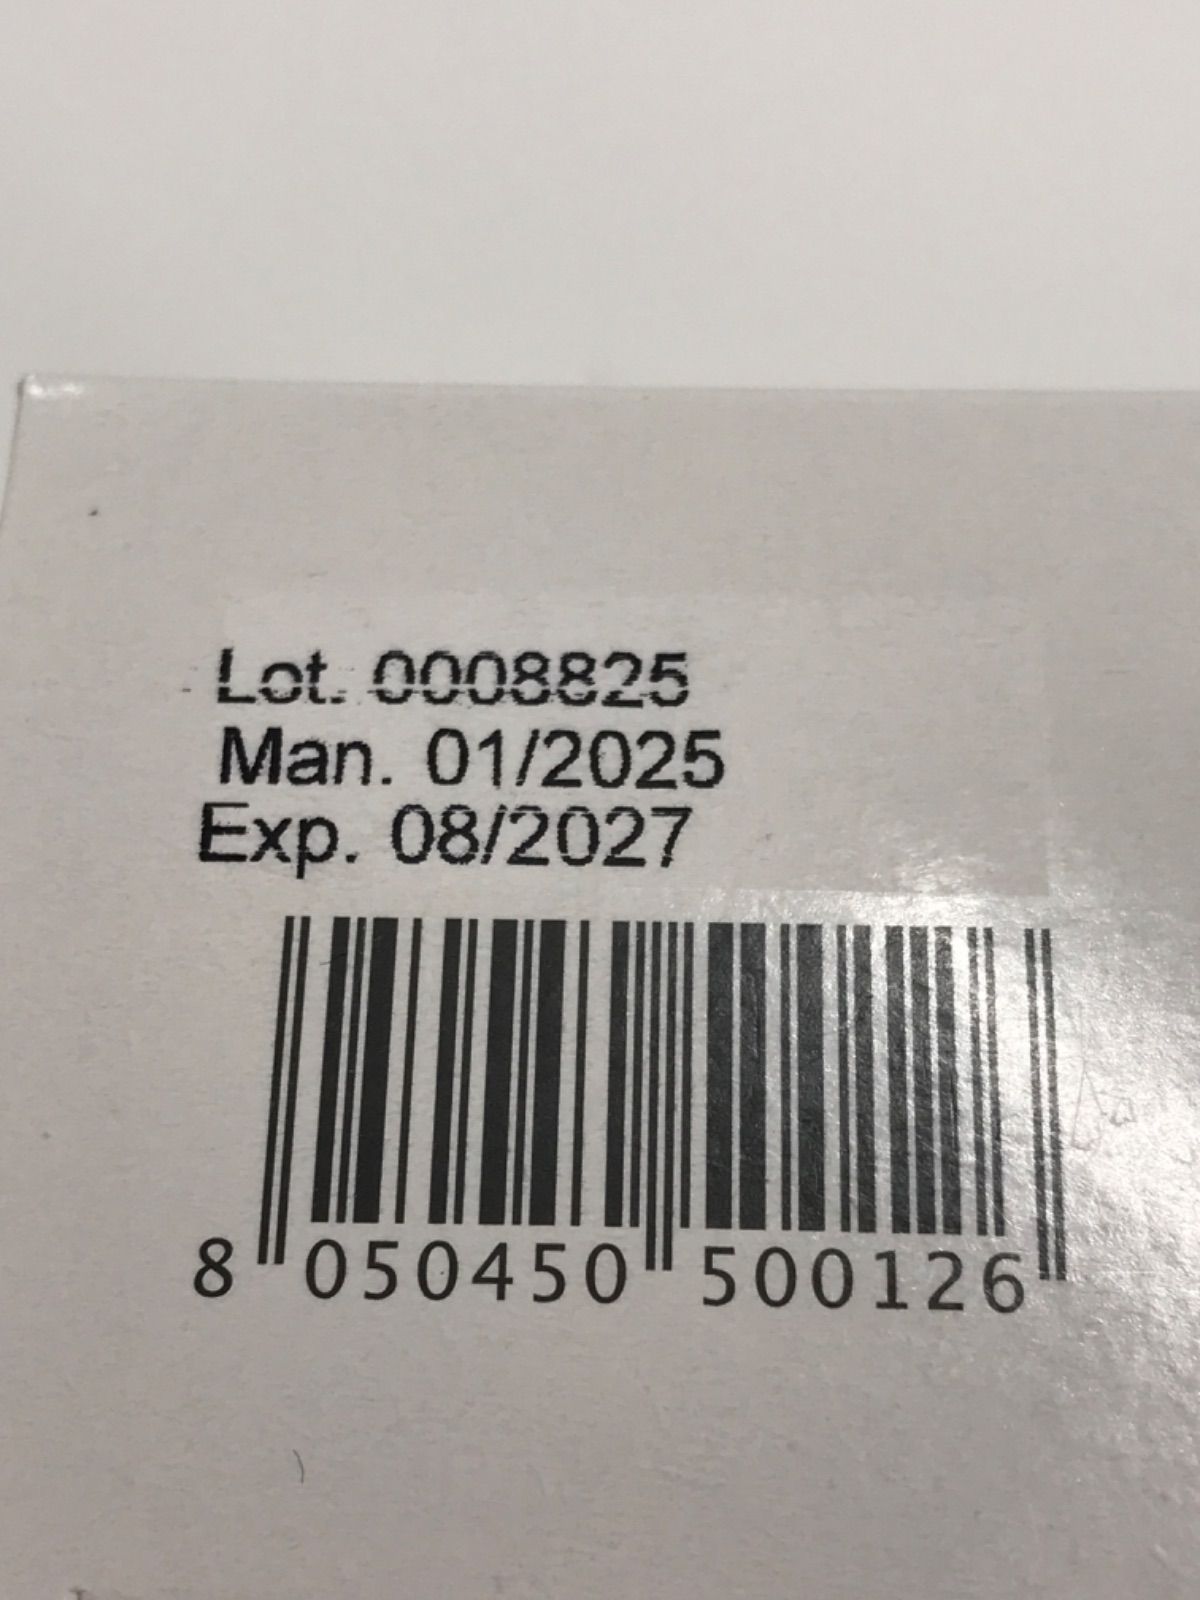 Lot. 0008825
Man. 01/2025
Exp. 08/2027
8 050450 500126